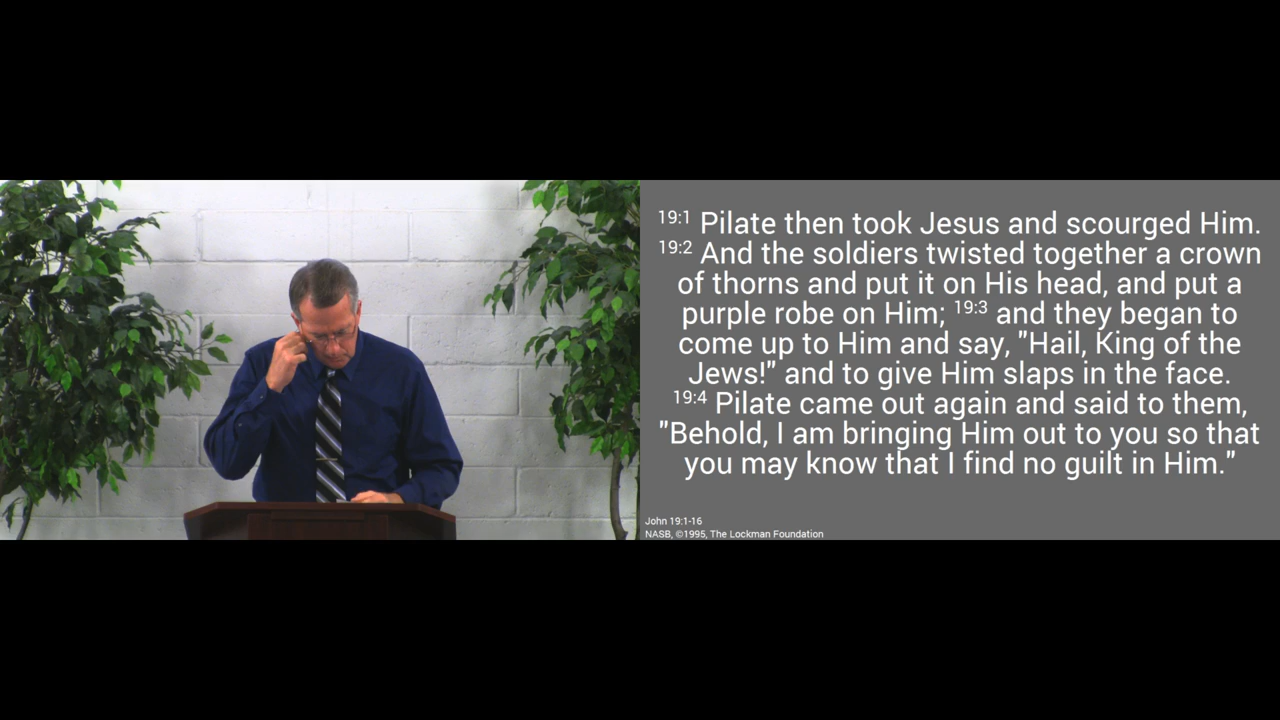 19:1 Pilate then took Jesus and scourged Him.
19:2 And the soldiers twisted together a crown
of thorns and put it on His head, and put a
purple robe on Him; 19:3 and they began to
come up to Him and say, "Hail, King of the
Jews!" and to give Him slaps in the face.
19:4 Pilate came out again and said to them,
"Behold, I am bringing Him out to you so that
you may know that I find no guilt in Him."
John 19:1-16
NASB, ©1995, The Lockman Foundation